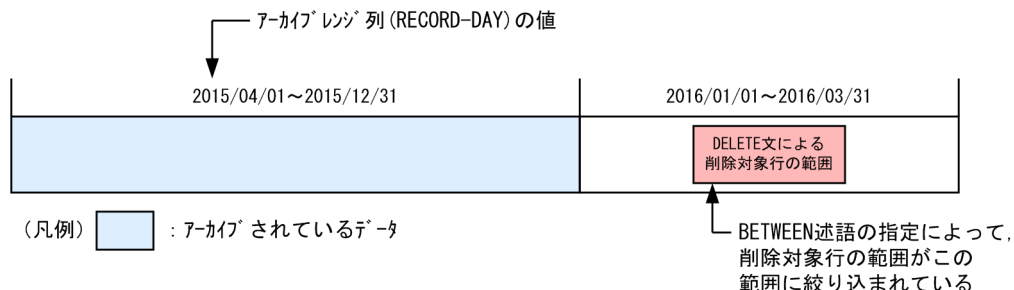 アーカイブレンジ列(RECORD-DAY)の値
2015/04/01～2015/12/31
2016/01/01～2016/03/31
DELETE文による
削除対象行の範囲
(凡例)
：アーカイブされているデータ
BETWEEN述語の指定によって,
削除対象行の範囲がこの
範囲に絞り込まれている